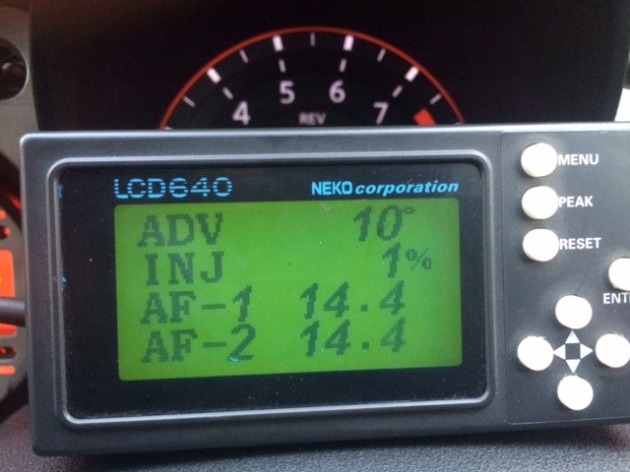 4 5 6 7
REV
LCD640 NEKO corporation
ADV 10°
INJ 1%
AF-1 14.4
AF-2 14.4
MENU
PEAK
RESET